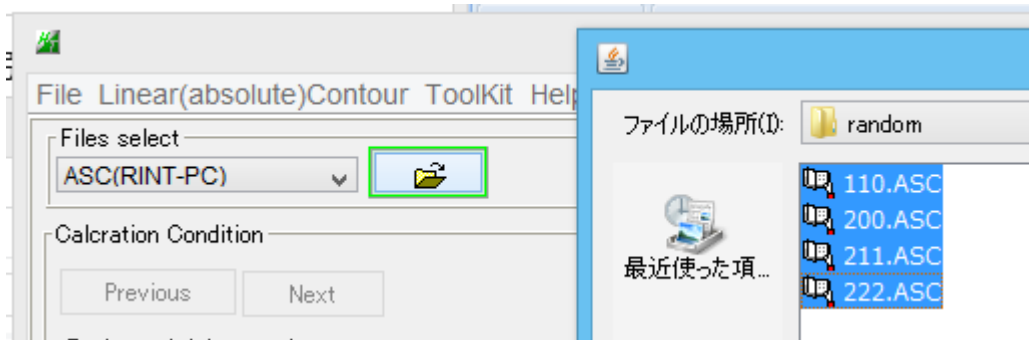 File Linear(absolute)Contour ToolKit Help
Files select
ASC(RINT-PC)
Calcration Condition
Previous Next
ファイルの場所(I): random
110.ASC
200.ASC
211.ASC
222.ASC
最近使った項...